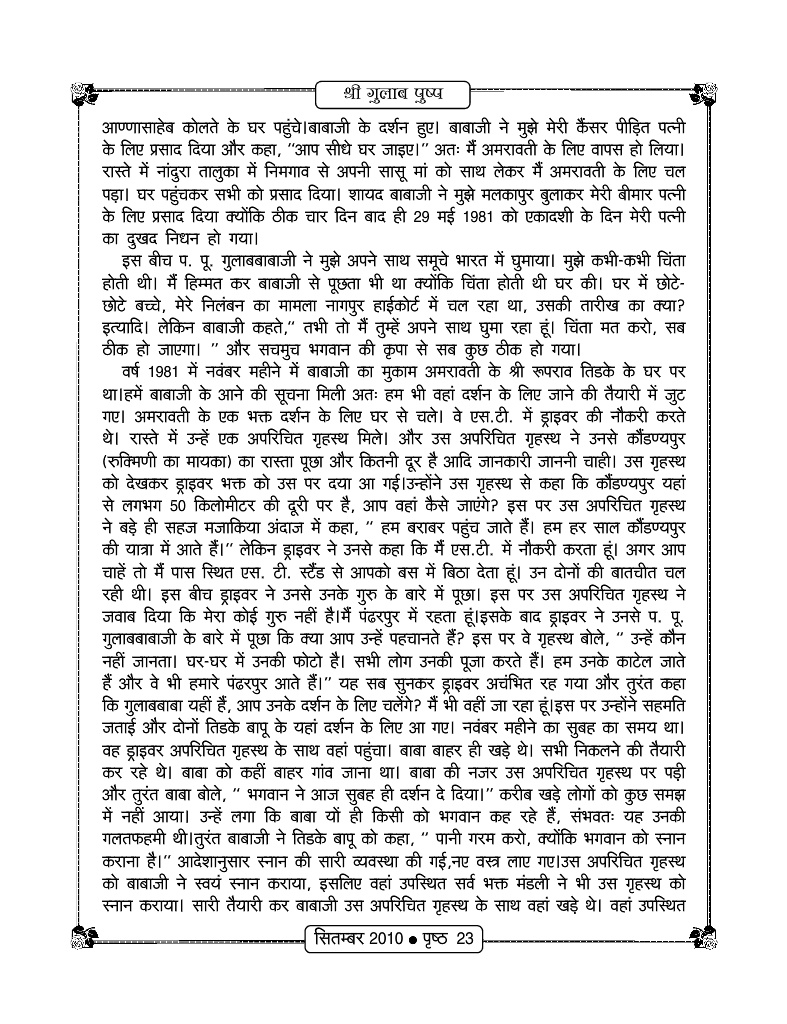 श्री गुलाब पुष्प
आण्णासाहेब कोलते के घर पहुंचे।बाबाजी के दर्शन हुए। बाबाजी ने मुझे मेरी कैंसर पीड़ित पत्नी
के लिए प्रसाद दिया और कहा, ‘‘आप सीधे घर जाइए।’’ अतः मैं अमरावती के लिए वापस हो लिया।
रास्ते में नांदुरा तालुका में निमगाव से अपनी सासू मां को साथ लेकर मैं अमरावती के लिए चल
पड़ा। घर पहुंचकर सभी को प्रसाद दिया। शायद बाबाजी ने मुझे मलकापुर बुलाकर मेरी बीमार पत्नी
के लिए प्रसाद दिया क्योंकि ठीक चार दिन बाद ही 29 मई 1981 को एकादशी के दिन मेरी पत्नी
का दुखद निधन हो गया।
इस बीच प. पू. गुलाबबाबाजी ने मुझे अपने साथ समूचे भारत में घुमाया। मुझे कभी-कभी चिंता
होती थी। मैं हिम्मत कर बाबाजी से पूछता भी था क्योंकि चिंता होती थी घर की। घर में छोटे-
छोटे बच्चे, मेरे निलंबन का मामला नागपुर हाईकोर्ट में चल रहा था, उसकी तारीख का क्या?
इत्यादि। लेकिन बाबाजी कहते,‘‘ तभी तो मैं तुम्हें अपने साथ घुमा रहा हूं। चिंता मत करो, सब
ठीक हो जाएगा। ’’ और सचमुच भगवान की कृपा से सब कुछ ठीक हो गया।
वर्ष 1981 में नवंबर महीने में बाबाजी का मुकाम अमरावती के श्री रूपराव तिडके के घर पर
था।हमें बाबाजी के आने की सूचना मिली अतः हम भी वहां दर्शन के लिए जाने की तैयारी में जुट
गए। अमरावती के एक भक्त दर्शन के लिए घर से चले। वे एस.टी. में ड्राइवर की नौकरी करते
थे। रास्ते में उन्हें एक अपरिचित गृहस्थ मिले। और उस अपरिचित गृहस्थ ने उनसे कौंडण्यपुर
(रुक्मिणी का मायका) का रास्ता पूछा और कितनी दूर है आदि जानकारी जाननी चाही। उस गृहस्थ
को देखकर ड्राइवर भक्त को उस पर दया आ गई।उन्होंने उस गृहस्थ से कहा कि कौंडण्यपुर यहां
से लगभग 50 किलोमीटर की दूरी पर है, आप वहां कैसे जाएंगे? इस पर उस अपरिचित गृहस्थ
ने बड़े ही सहज मजाकिया अंदाज में कहा, ‘‘ हम बराबर पहुंच जाते हैं। हम हर साल कौंडण्यपुर
की यात्रा में आते हैं।’’ लेकिन ड्राइवर ने उनसे कहा कि मैं एस.टी. में नौकरी करता हूं। अगर आप
चाहें तो मैं पास स्थित एस. टी. स्टैंड से आपको बस में बिठा देता हूं। उन दोनों की बातचीत चल
रही थी। इस बीच ड्राइवर ने उनसे उनके गुरु के बारे में पूछा। इस पर उस अपरिचित गृहस्थ ने
जवाब दिया कि मेरा कोई गुरु नहीं है।मैं पंढरपुर में रहता हूं।इसके बाद ड्राइवर ने उनसे प. पू.
गुलाबबाबाजी के बारे में पूछा कि क्या आप उन्हें पहचानते हैं? इस पर वे गृहस्थ बोले, ‘‘ उन्हें कौन
नहीं जानता। घर-घर में उनकी फोटो है। सभी लोग उनकी पूजा करते हैं। हम उनके काटेल जाते
हैं और वे भी हमारे पंढरपुर आते हैं।’’ यह सब सुनकर ड्राइवर अचंभित रह गया और तुरंत कहा
कि गुलाबबाबा यहीं हैं, आप उनके दर्शन के लिए चलेंगे? मैं भी वहीं जा रहा हूं।इस पर उन्होंने सहमति
जताई और दोनों तिडके बापू के यहां दर्शन के लिए आ गए। नवंबर महीने का सुबह का समय था।
वह ड्राइवर अपरिचित गृहस्थ के साथ वहां पहुंचा। बाबा बाहर ही खड़े थे। सभी निकलने की तैयारी
कर रहे थे। बाबा को कहीं बाहर गांव जाना था। बाबा की नजर उस अपरिचित गृहस्थ पर पड़ी
और तुरंत बाबा बोले, ‘‘ भगवान ने आज सुबह ही दर्शन दे दिया।’’ करीब खड़े लोगों को कुछ समझ
में नहीं आया। उन्हें लगा कि बाबा यों ही किसी को भगवान कह रहे हैं, संभवतः यह उनकी
गलतफहमी थी।तुरंत बाबाजी ने तिडके बापू को कहा, ‘‘ पानी गरम करो, क्योंकि भगवान को स्नान
कराना है।’’ आदेशानुसार स्नान की सारी व्यवस्था की गई,नए वस्त्र लाए गए।उस अपरिचित गृहस्थ
को बाबाजी ने स्वयं स्नान कराया, इसलिए वहां उपस्थित सर्व भक्त मंडली ने भी उस गृहस्थ को
स्नान कराया। सारी तैयारी कर बाबाजी उस अपरिचित गृहस्थ के साथ वहां खड़े थे। वहां उपस्थित
सितम्बर 2010 ● पृष्ठ 23